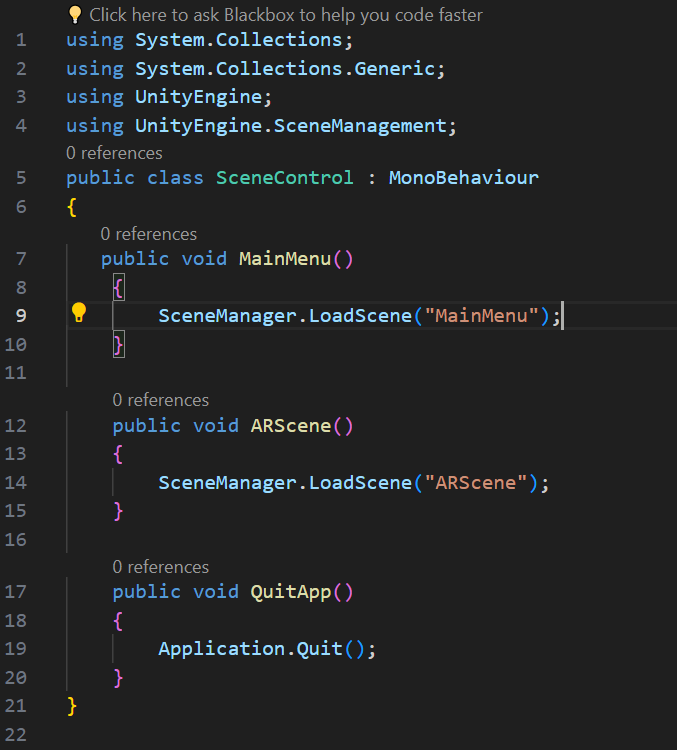 Click here to ask Blackbox to help you code faster
1 using System.Collections;
2 using System.Collections.Generic;
3 using UnityEngine;
4 using UnityEngine.SceneManagement;
0 references
5 public class SceneControl : MonoBehaviour
6 {
0 references
7 public void MainMenu()
8 {
9 SceneManager.LoadScene("MainMenu");
10 }
11
0 references
12 public void ARScene()
13 {
14 SceneManager.LoadScene("ARScene");
15 }
16
0 references
17 public void QuitApp()
18 {
19 Application.Quit();
20 }
21 }
22